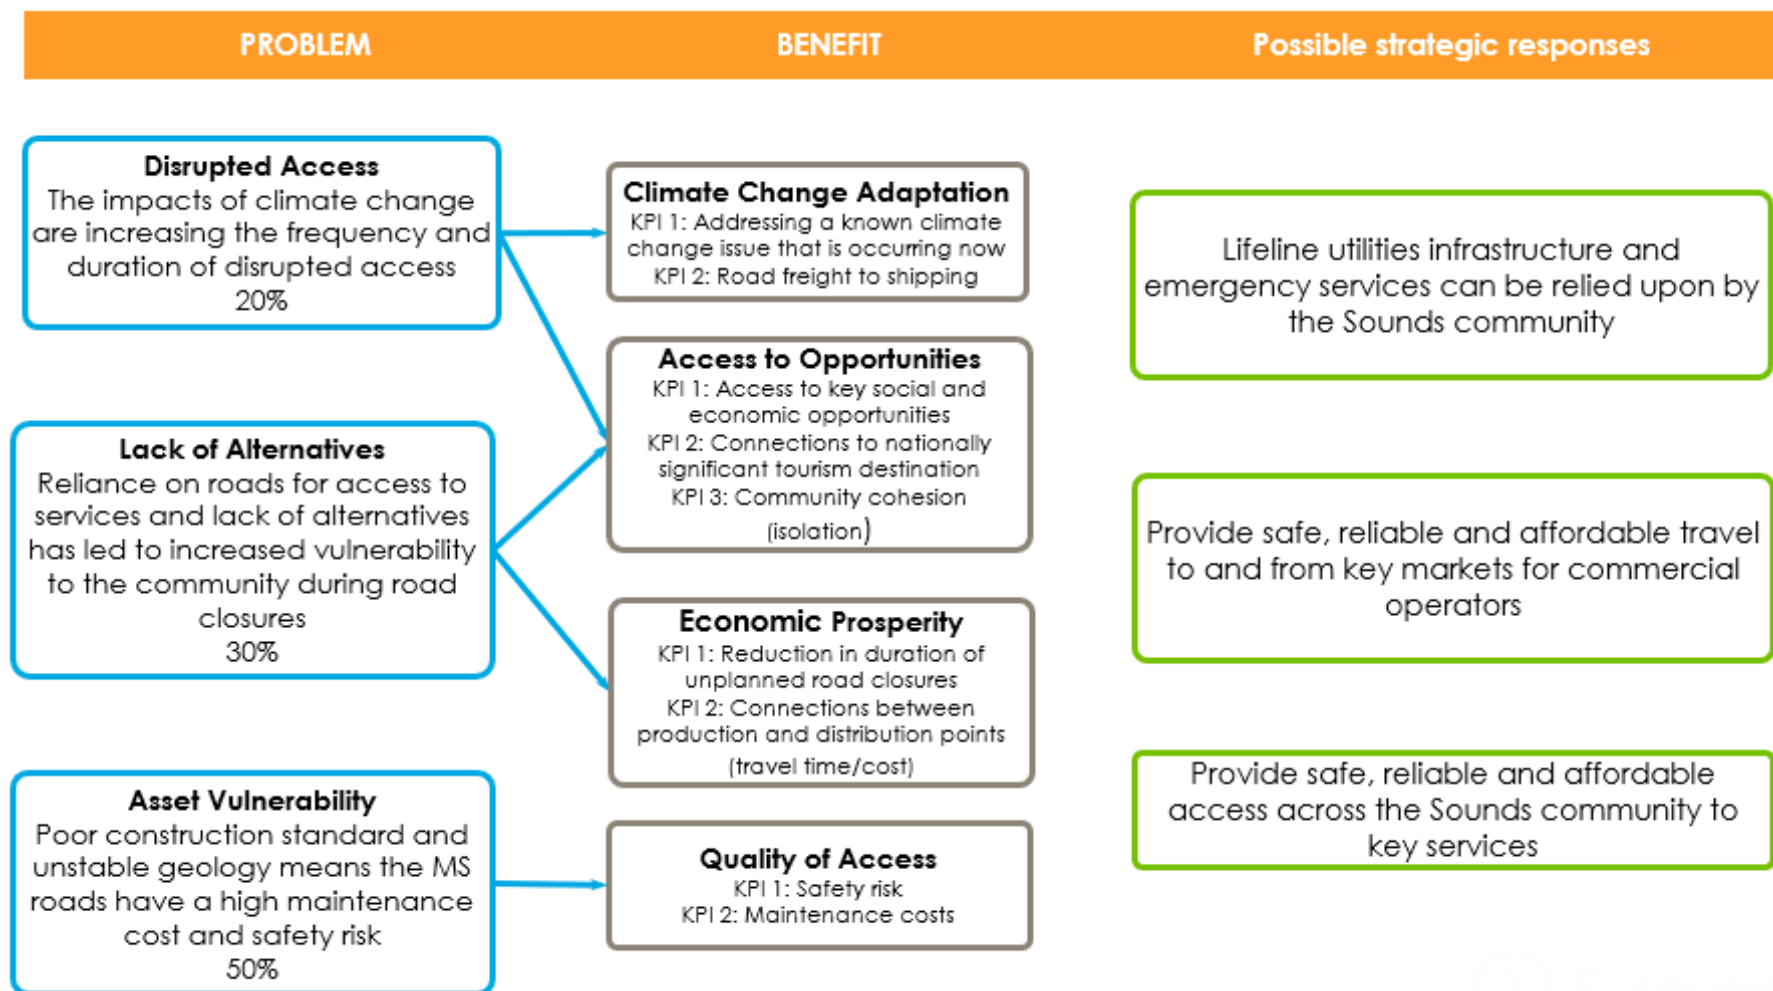 PROBLEM
BENEFIT
Possible strategic responses
Disrupted Access
The impacts of climate change
are increasing the frequency and
duration of disrupted access
20%
Lack of Alternatives
Reliance on roads for access to
services and lack of alternatives
has led to increased vulnerability
to the community during road
closures
30%
Asset Vulnerability
Poor construction standard and
unstable geology means the MS
roads have a high maintenance
cost and safety risk
50%
Climate Change Adaptation
KPI 1: Addressing a known climate
change issue that is occurring now
KPI 2: Road freight to shipping
Access to Opportunities
KPI 1: Access to key social and
economic opportunities
KPI 2: Connections to nationally
significant tourism destination
KPI 3: Community cohesion
(isolation)
Economic Prosperity
KPI 1: Reduction in duration of
unplanned road closures
KPI 2: Connections between
production and distribution points
(travel time/cost)
Quality of Access
KPI 1: Safety risk
KPI 2: Maintenance costs
Lifeline utilities infrastructure and
emergency services can be relied upon by
the Sounds community
Provide safe, reliable and affordable travel
to and from key markets for commercial
operators
Provide safe, reliable and affordable
access across the Sounds community to
key services